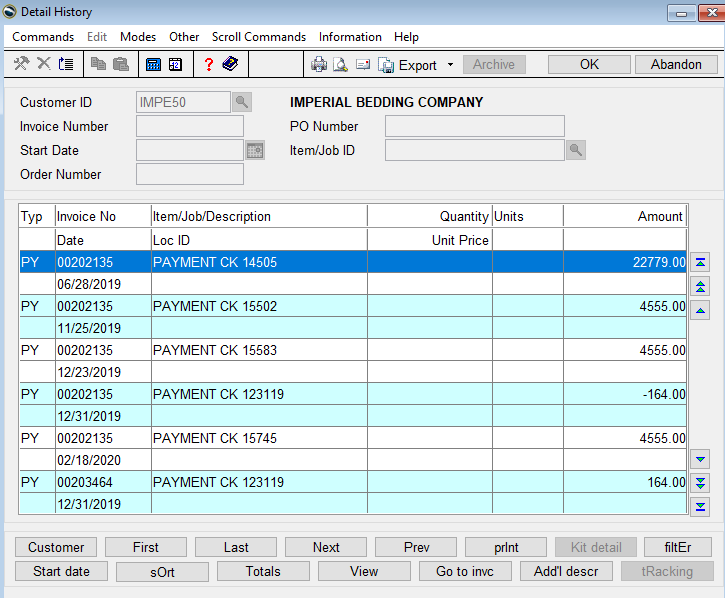 Detail History
Commands Edit Modes Other Scroll Commands Information Help
Export Archive OK Abandon
Customer ID IMPE50 IMPERIAL BEDDING COMPANY
Invoice Number PO Number
Start Date Item/Job ID
Order Number
Typ Invoice No Item/Job/Description Quantity Units Amount
Date Loc ID Unit Price
PY 00202135 PAYMENT CK 14505 22779.00
06/28/2019
PY 00202135 PAYMENT CK 15502 4555.00
11/25/2019
PY 00202135 PAYMENT CK 15583 4555.00
12/23/2019
PY 00202135 PAYMENT CK 123119 -164.00
12/31/2019
PY 00202135 PAYMENT CK 15745 4555.00
02/18/2020
PY 00203464 PAYMENT CK 123119 164.00
12/31/2019
Customer First Last Next Prev prInt Kit detail filtEr
Start date sOrt Totals View Go to invc Add'l descr tRacking